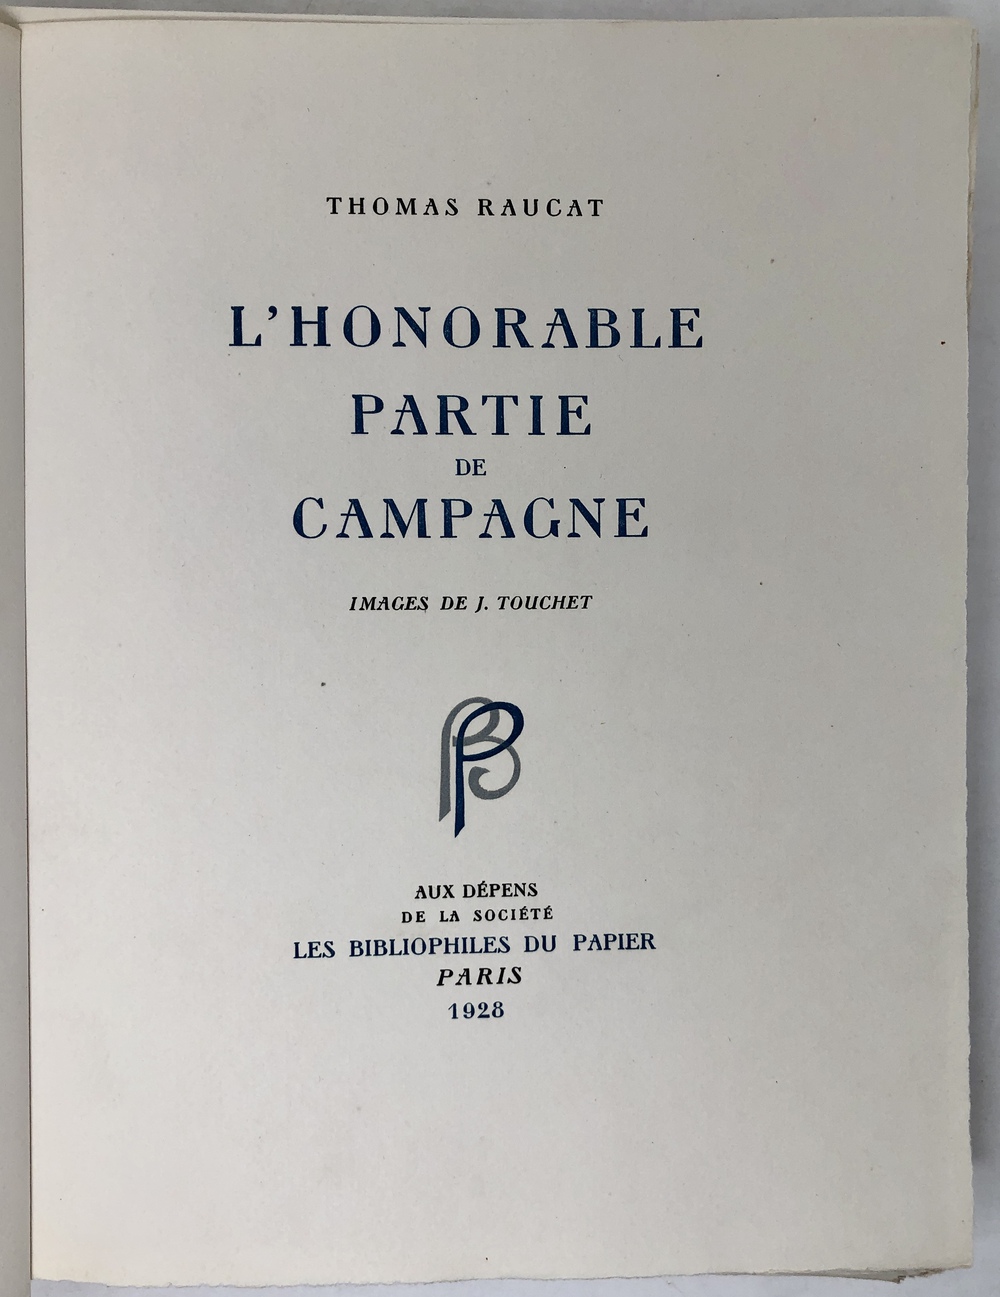 THOMAS RAUCAT
L'HONORABLE
PARTIE
DE
CAMPAGNE
IMAGES DE J. TOUCHET
BP
AUX DÉPENS
DE LA SOCIÉTÉ
LES BIBLIOPHILES DU PAPIER
PARIS
1928